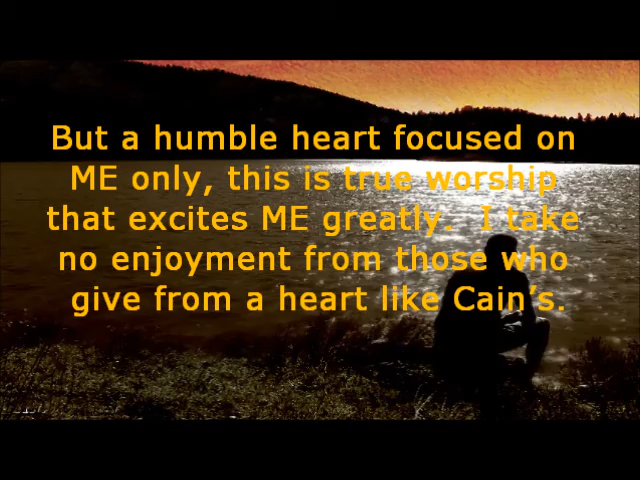 But a humble heart focused on
ME only, this is true worship
that excites ME greatly.  I take
no enjoyment from those who
give from a heart like Cain's.